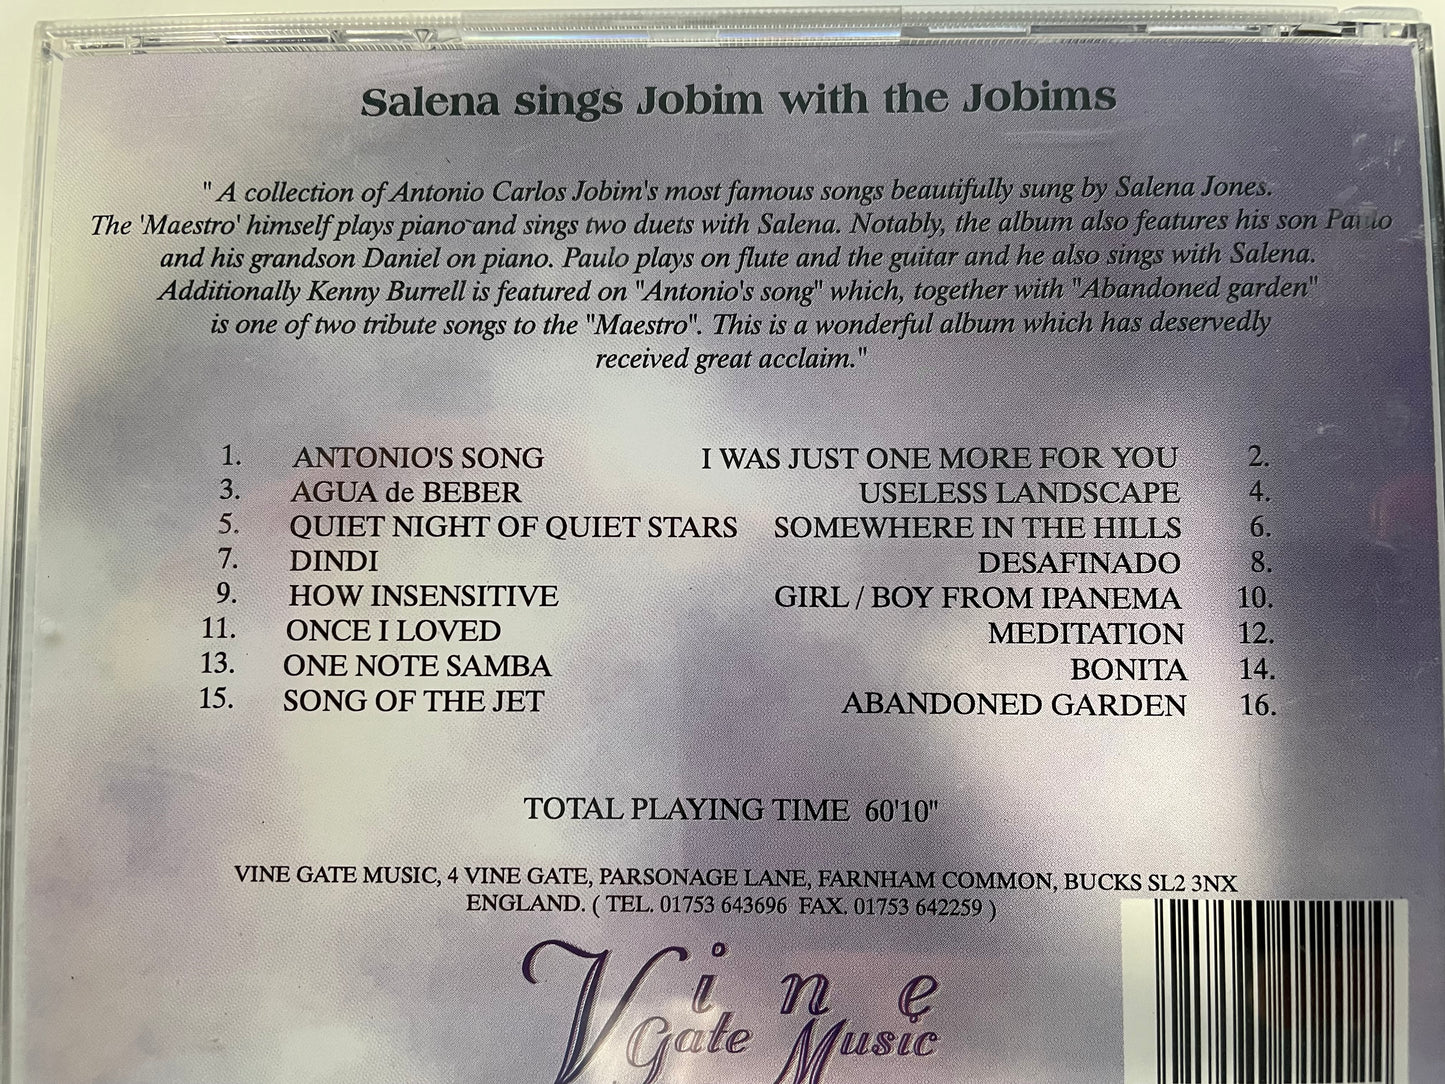 Salena sings Jobim with the Jobims
" A collection of Antonio Carlos Jobim's most famous songs beautifully sung by Salena Jones.
The 'Maestro' himself plays piano and sings two duets with Salena. Notably, the album also features his son Paulo
and his grandson Daniel on piano. Paulo plays on flute and the guitar and he also sings with Salena.
Additionally Kenny Burrell is featured on "Antonio's song" which, together with "Abandoned garden"
is one of two tribute songs to the "Maestro". This is a wonderful album which has deservedly
received great acclaim."
1. ANTONIO'S SONG I WAS JUST ONE MORE FOR YOU 2.
3. AGUA de BEBER USELESS LANDSCAPE 4.
5. QUIET NIGHT OF QUIET STARS SOMEWHERE IN THE HILLS 6.
7. DINDI DESAFINADO 8.
9. HOW INSENSITIVE GIRL / BOY FROM IPANEMA 10.
11. ONCE I LOVED MEDITATION 12.
13. ONE NOTE SAMBA BONITA 14.
15. SONG OF THE JET ABANDONED GARDEN 16.
TOTAL PLAYING TIME 60'10"
VINE GATE MUSIC, 4 VINE GATE, PARSONAGE LANE, FARNHAM COMMON, BUCKS SL2 3NX
ENGLAND. ( TEL. 01753 643696 FAX. 01753 642259 )
Vine
Gate Music